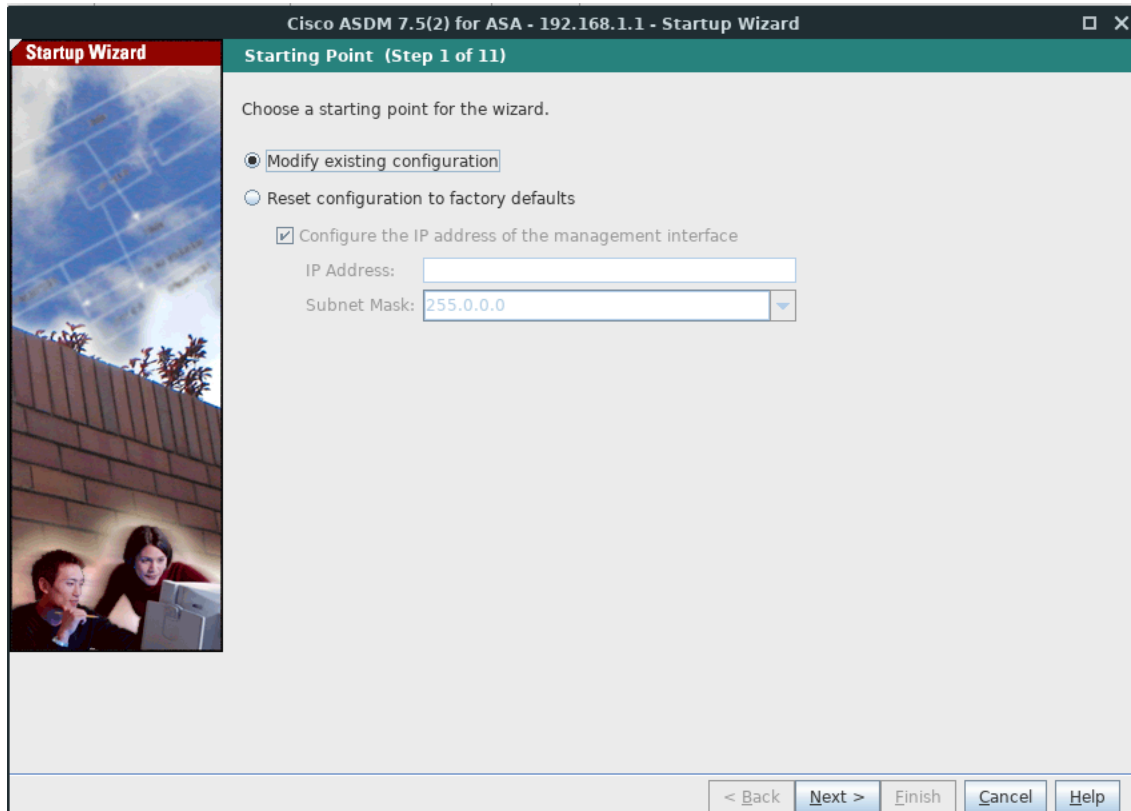 Cisco ASDM 7.5(2) for ASA - 192.168.1.1 - Startup Wizard
Startup Wizard
Starting Point (Step 1 of 11)
Choose a starting point for the wizard.
Modify existing configuration
Reset configuration to factory defaults
Configure the IP address of the management interface
IP Address:
Subnet Mask: 255.0.0.0
< Back Next > Finish Cancel Help